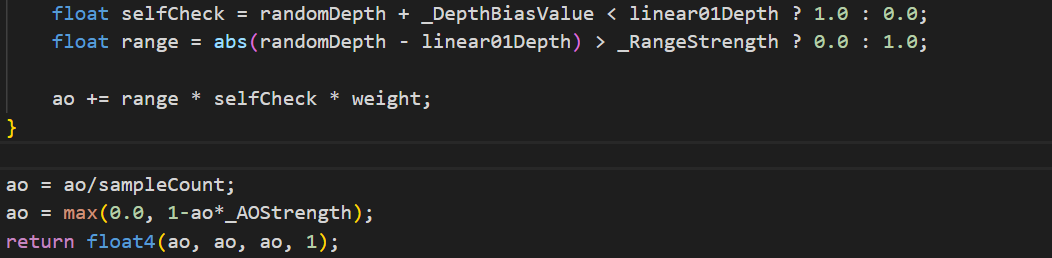 float selfCheck = randomDepth + _DepthBiasValue < linear01Depth ? 1.0 : 0.0;
float range = abs(randomDepth - linear01Depth) > _RangeStrength ? 0.0 : 1.0;
ao += range * selfCheck * weight;
}
ao = ao/sampleCount;
ao = max(0.0, 1-ao*_AOStrength);
return float4(ao, ao, ao, 1);